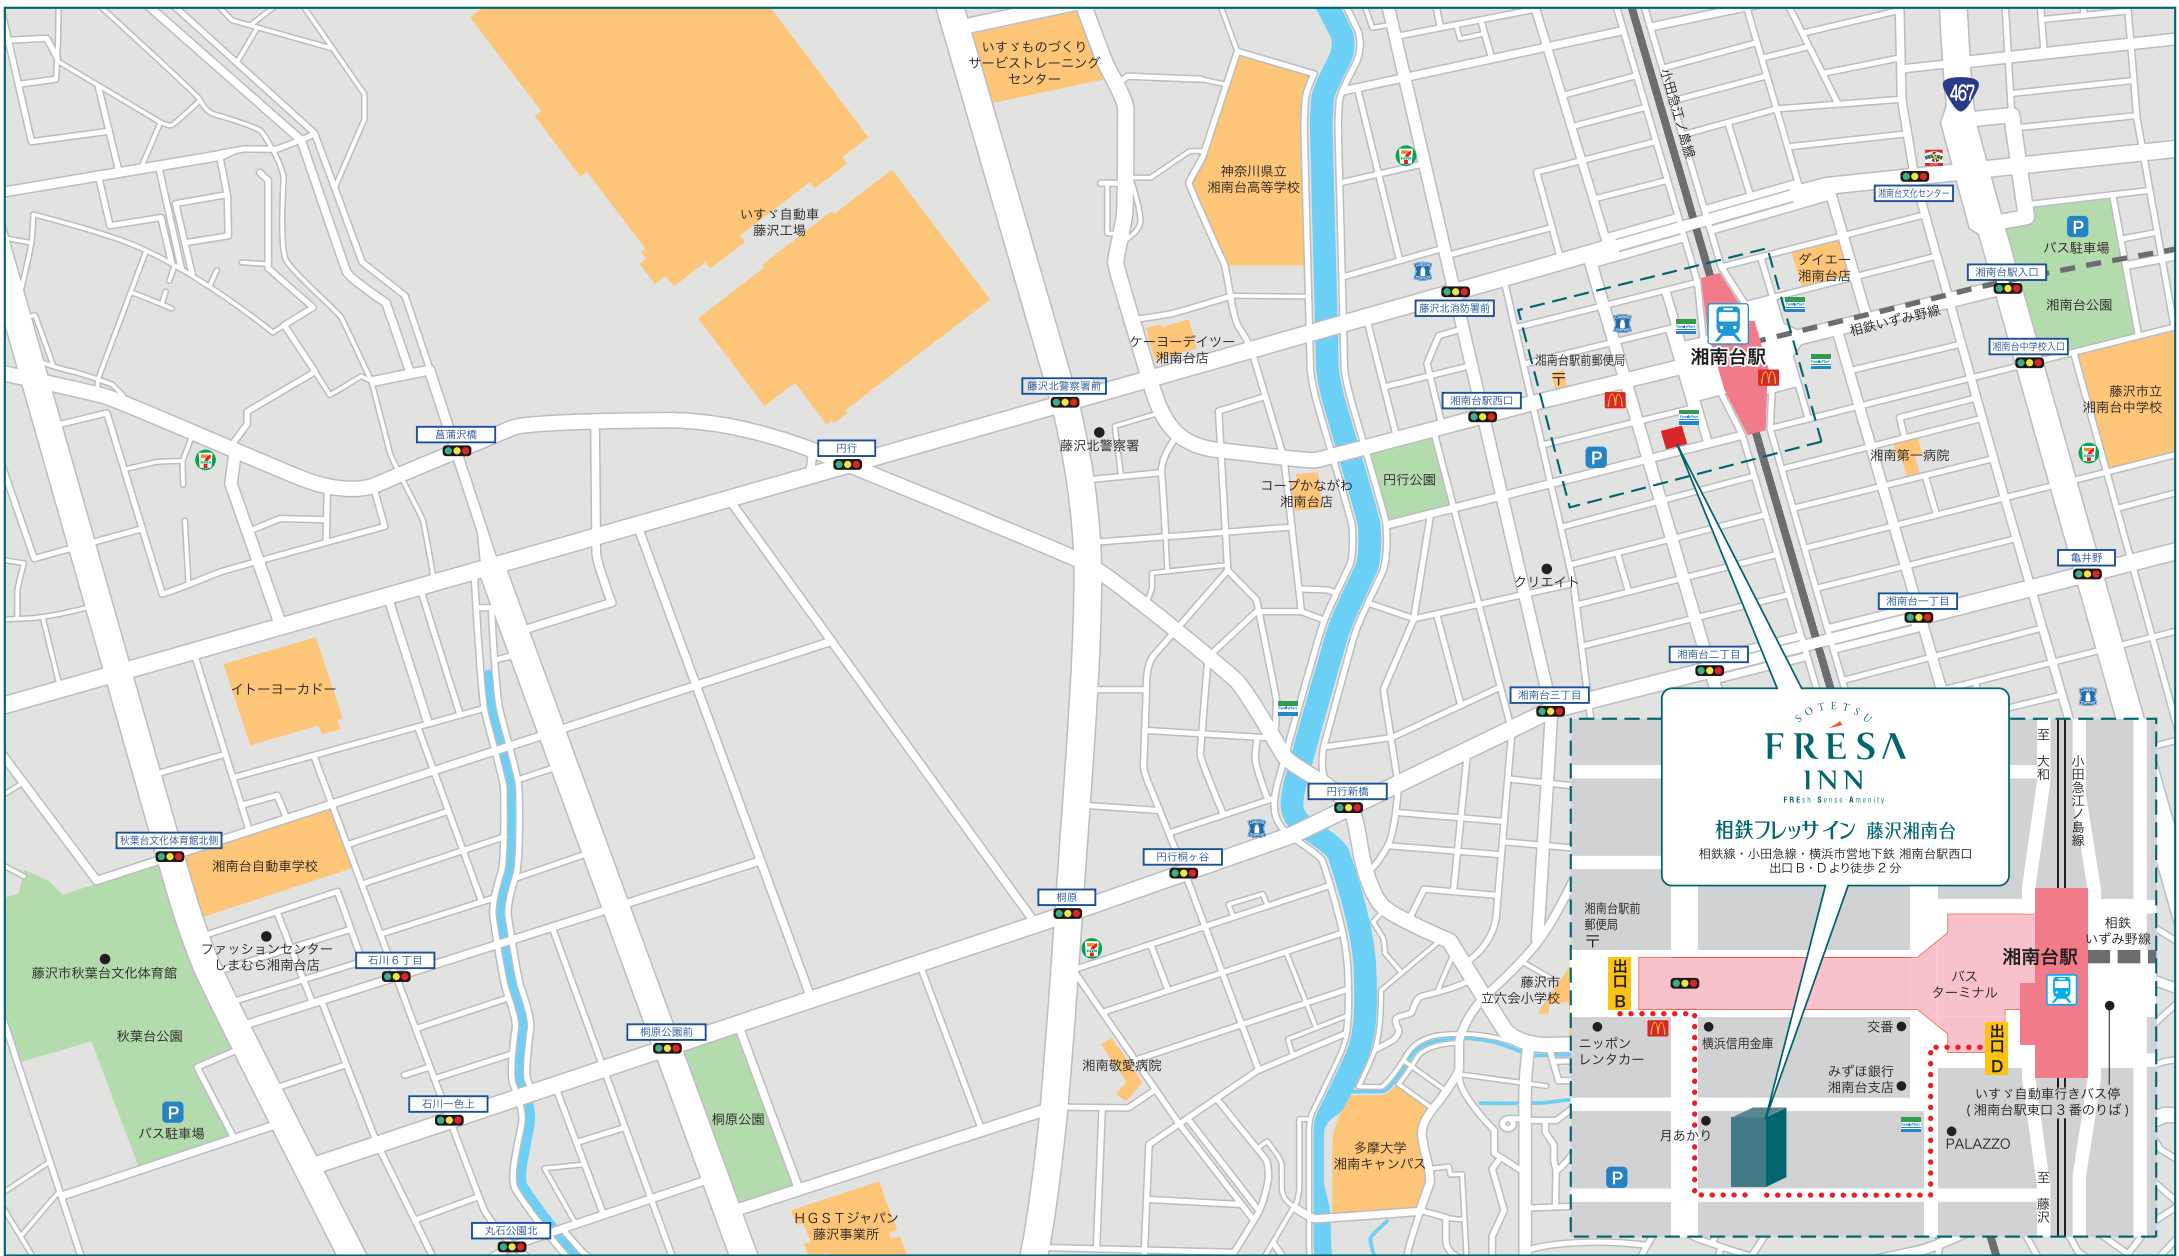 いすゞものづくり
サービストレーニング
センター
小田急江ノ島線
467
神奈川県立
湘南台高等学校
湘南台文化センター
いすゞ自動車
藤沢工場
P
バス駐車場
ダイエー
湘南台店
湘南台駅入口
湘南台公園
藤沢北消防署前
相鉄いずみ野線
ケーヨーデイツー
湘南台店
湘南台駅
湘南台駅前郵便局
〒
湘南台中学校入口
藤沢北警察署前
湘南台駅西口
藤沢市立
湘南台中学校
菖蒲沢橋
円行
藤沢北警察署
P
湘南第一病院
コープかながわ
湘南台店
円行公園
クリエイト
亀井野
湘南台一丁目
湘南台二丁目
イトーヨーカドー
湘南台三丁目
SOTETSU
FRESA
INN
FREsh·Sense·Amenity
相鉄フレッサイン 藤沢湘南台
相鉄線・小田急線・横浜市営地下鉄 湘南台駅西口
出口B・Dより徒歩2分
至 大和
小田急江ノ島線
円行新橋
秋葉台文化体育館北側
湘南台自動車学校
円行桐ヶ谷
桐原
湘南台駅前
郵便局
〒
相鉄
いずみ野線
ファッションセンター
しまむら湘南台店
石川6丁目
藤沢市秋葉台文化体育館
湘南台駅
出口B
バス
ターミナル
藤沢市
立六会小学校
秋葉台公園
桐原公園前
ニッポン
レンタカー
横浜信用金庫
交番
出口D
湘南敬愛病院
みずほ銀行
湘南台支店
いすゞ自動車行きバス停
(湘南台駅東口3番のりば)
石川一色上
P
バス駐車場
桐原公園
月あかり
PALAZZO
多摩大学
湘南キャンパス
P
至 藤沢
丸石公園北
HGSTジャパン
藤沢事業所